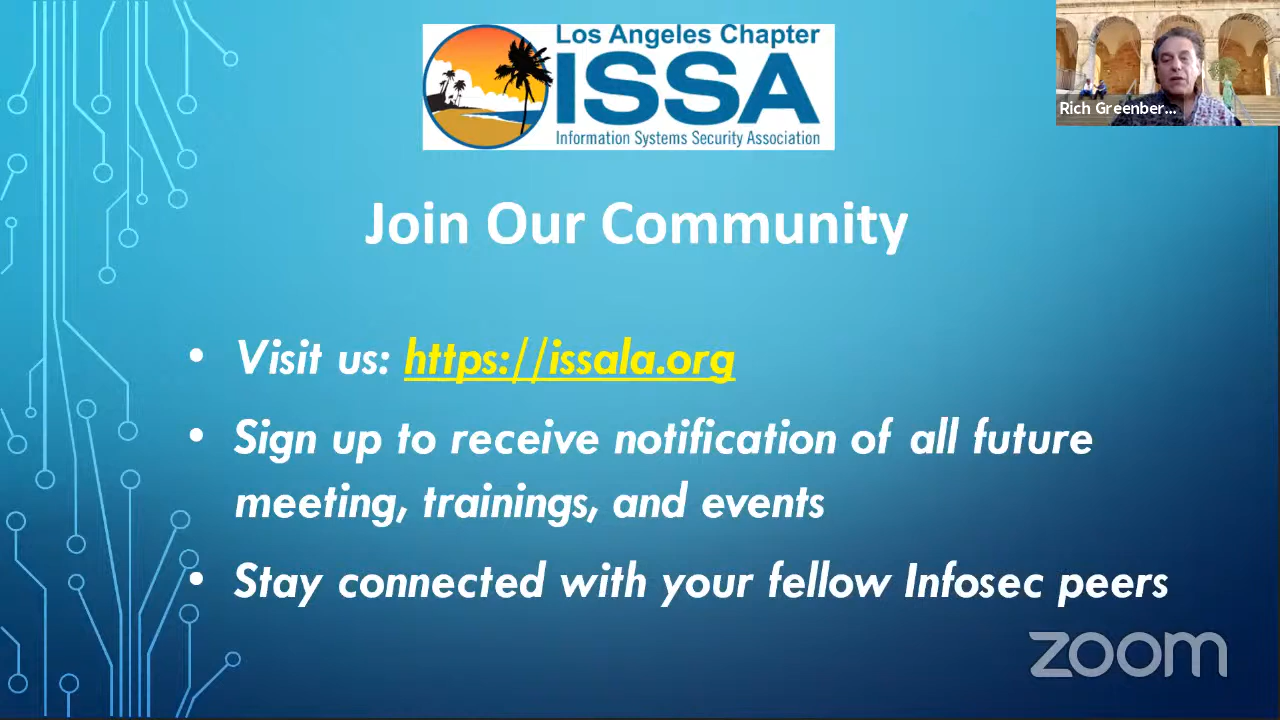 Los Angeles Chapter
ISSA
Information Systems Security Association
Rich Greenber...
Join Our Community
• Visit us: https://issala.org
• Sign up to receive notification of all future
meeting, trainings, and events
• Stay connected with your fellow Infosec peers
zoom